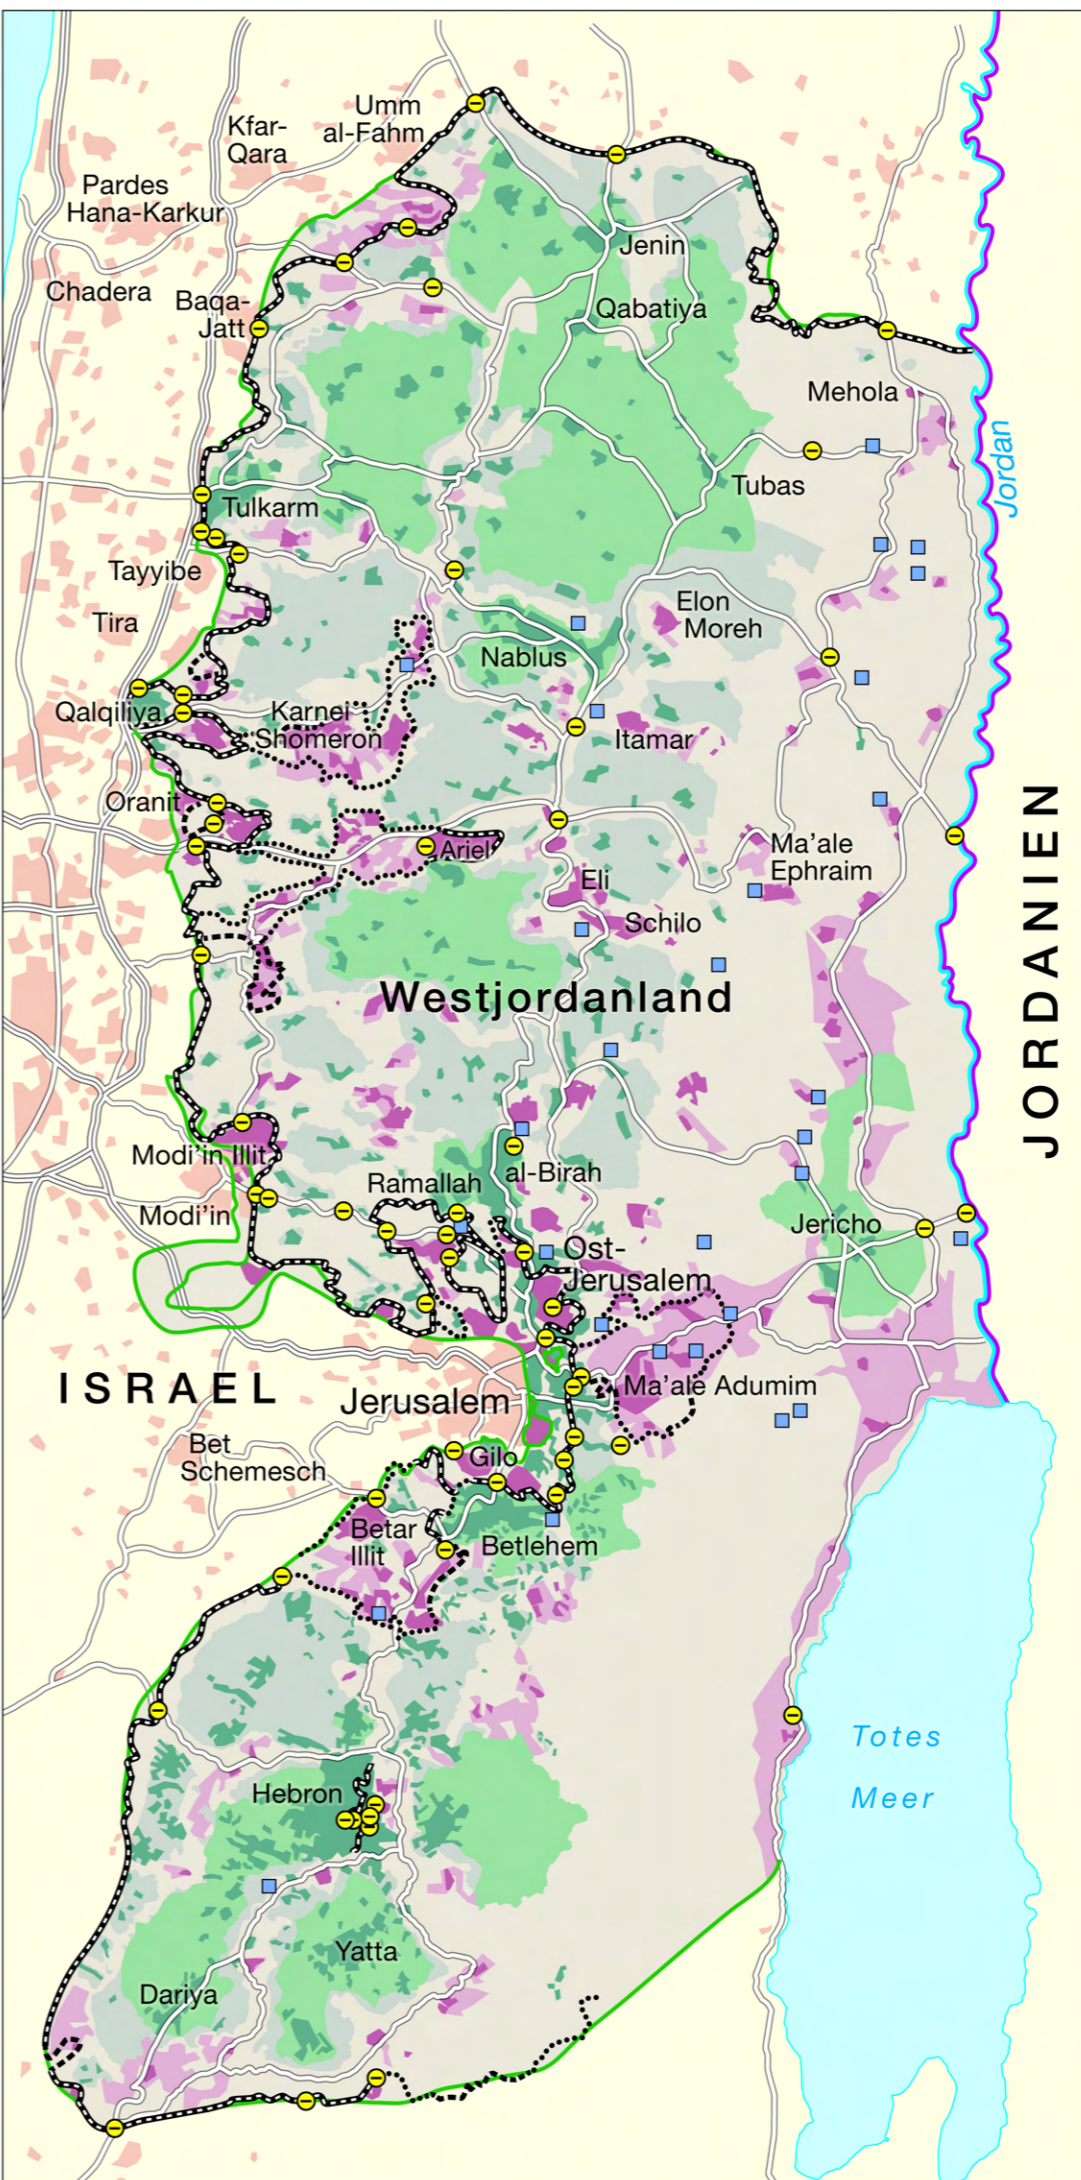 Umm
al-Fahm
Kfar-
Qara
Pardes
Hana-Karkur
Jenin
Chadera
Baqa-
Jatt
Qabatiya
Mehola
Jordan
Tubas
Tulkarm
Tayyibe
Tira
Elon
Moreh
Nablus
Qalqiliya
Karnei
Shomeron
Itamar
Oranit
Ariel
Ma'ale
Ephraim
Eli
Schilo
Westjordanland
JORDANIEN
Modi'in Illit
Ramallah
al-Birah
Modi'in
Jericho
Ost-
Jerusalem
ISRAEL
Jerusalem
Ma'ale Adumim
Bet
Schemesch
Gilo
Betar
Illit
Betlehem
Totes
Meer
Hebron
Yatta
Dariya